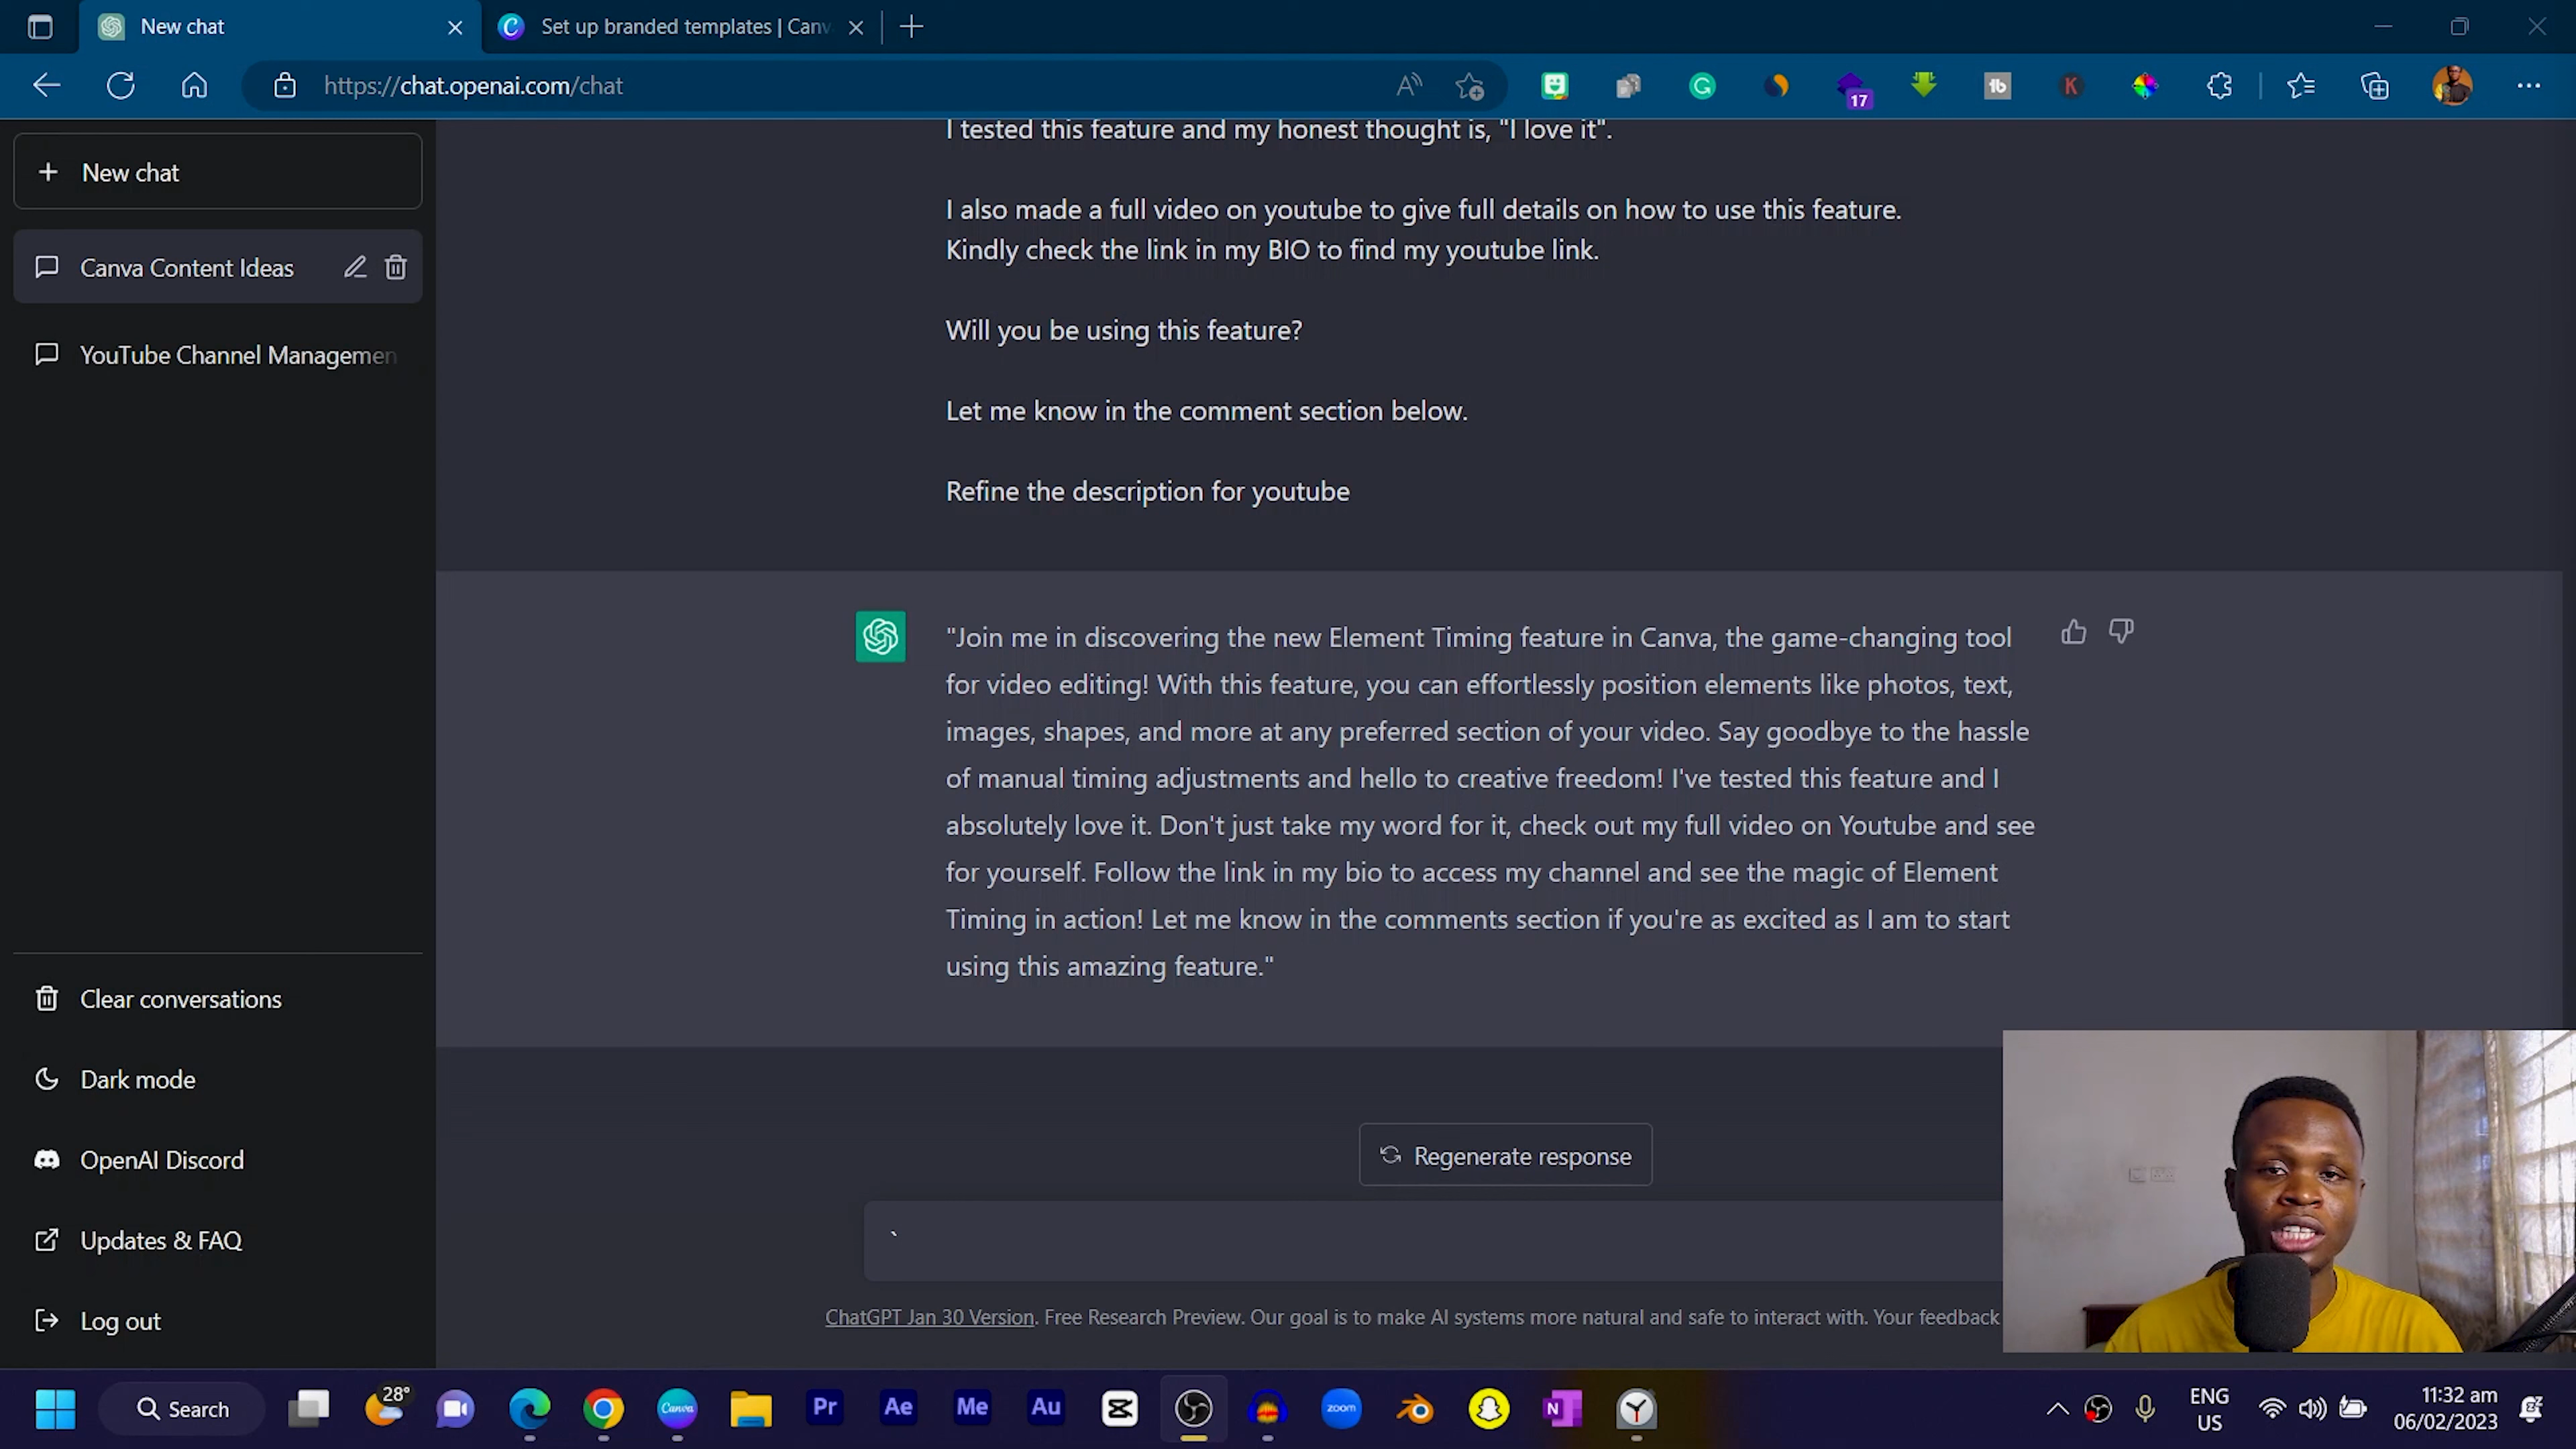 New chat
Set up branded templates | Canv
https://chat.openai.com/chat
17
New chat
Canva Content Ideas
YouTube Channel Managemen
I tested this feature and my honest thought is, "I love it".
I also made a full video on youtube to give full details on how to use this feature.
Kindly check the link in my BIO to find my youtube link.
Will you be using this feature?
Let me know in the comment section below.
Refine the description for youtube
"Join me in discovering the new Element Timing feature in Canva, the game-changing tool
for video editing! With this feature, you can effortlessly position elements like photos, text,
images, shapes, and more at any preferred section of your video. Say goodbye to the hassle
of manual timing adjustments and hello to creative freedom! I've tested this feature and I
absolutely love it. Don't just take my word for it, check out my full video on Youtube and see
for yourself. Follow the link in my bio to access my channel and see the magic of Element
Timing in action! Let me know in the comments section if you're as excited as I am to start
using this amazing feature."
Clear conversations
Dark mode
OpenAI Discord
Updates & FAQ
Log out
Regenerate response
`
ChatGPT Jan 30 Version. Free Research Preview. Our goal is to make AI systems more natural and safe to interact with. Your feedback
Search
28°
Canva
Pr
Ae
Me
Au
zoom
N
ENG
US
11:32 am
06/02/2023